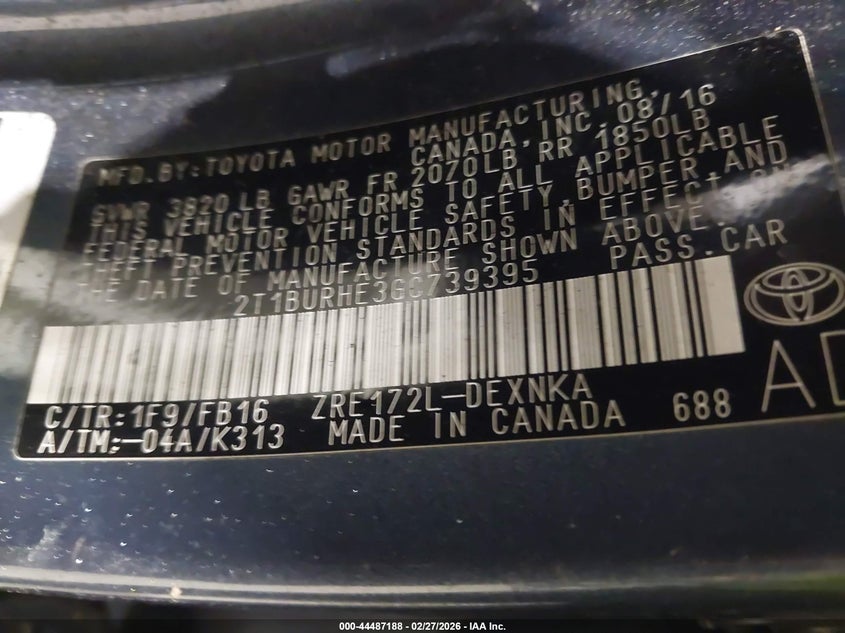 MFD. BY: TOYOTA MOTOR MANUFACTURING,
CANADA, INC. 08/16
GVWR 3820 LB GAWR FR 2070LB RR 1850LB
THIS VEHICLE CONFORMS TO ALL APPLICABLE
FEDERAL MOTOR VEHICLE SAFETY, BUMPER, AND
THEFT PREVENTION STANDARDS IN EFFECT ON
THE DATE OF MANUFACTURE SHOWN ABOVE.
2T1BURHE3GC739395 PASS. CAR
C/TR: 1F9/FB16 ZRE172L-DEXNKA 688
A/TM: -04A/K313 MADE IN CANADA
000-44487188 - 02/27/2026 - IAA Inc.